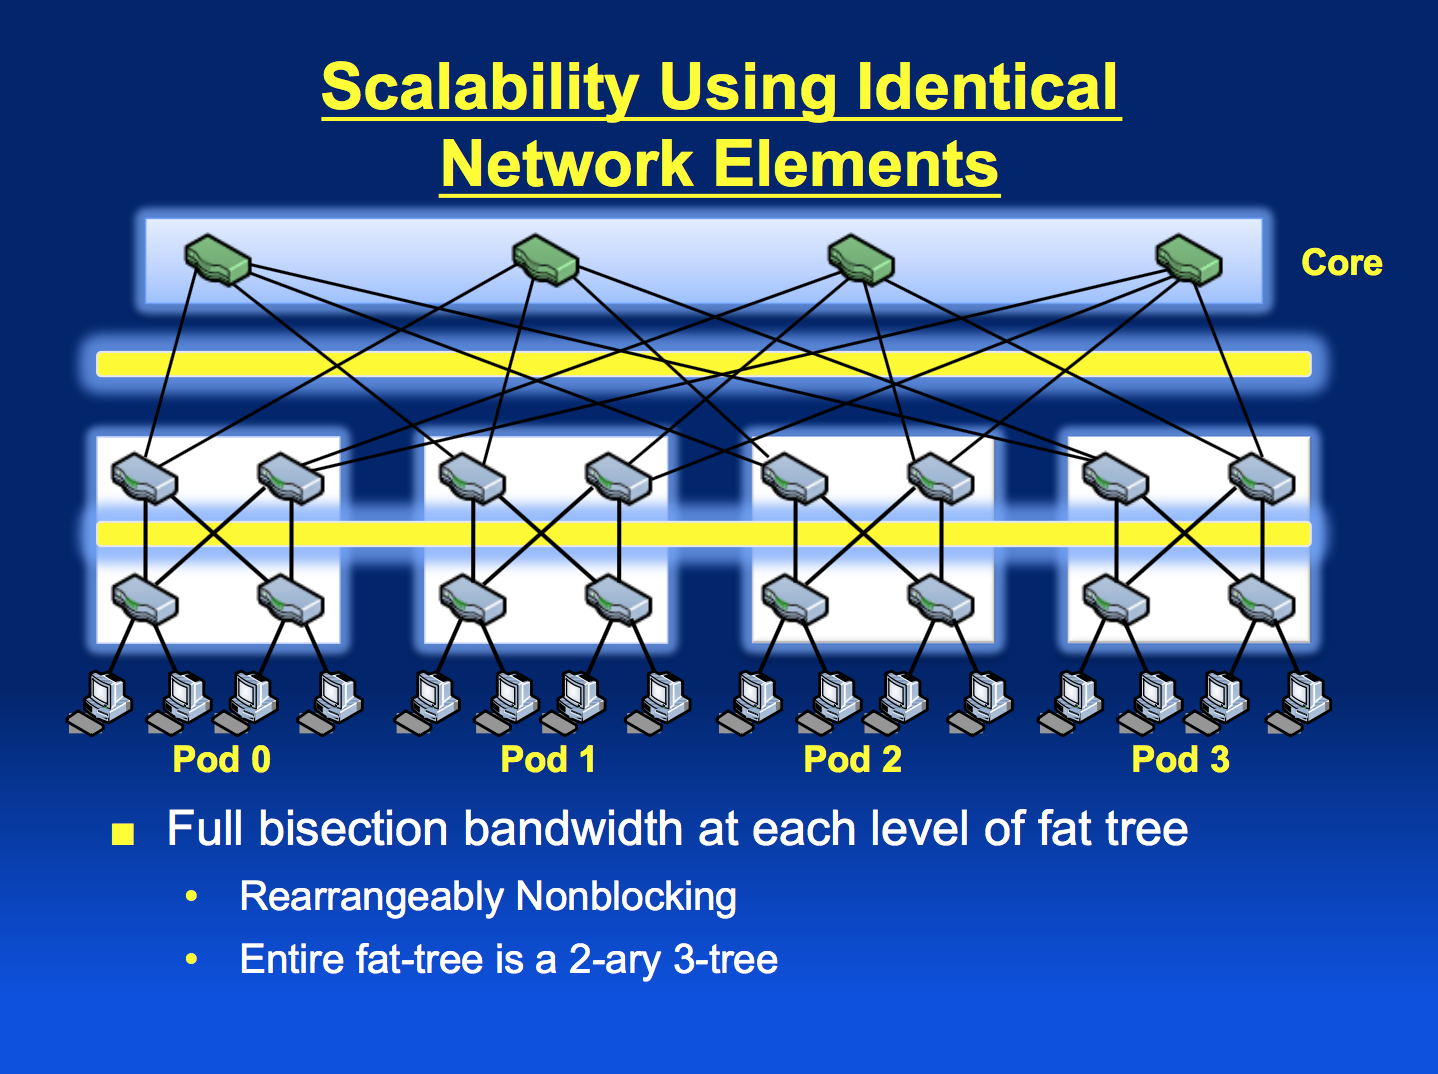 Scalability Using Identical
Network Elements
Core
Pod 0
Pod 1
Pod 2
Pod 3
Full bisection bandwidth at each level of fat tree
Rearrangeably Nonblocking
Entire fat-tree is a 2-ary 3-tree